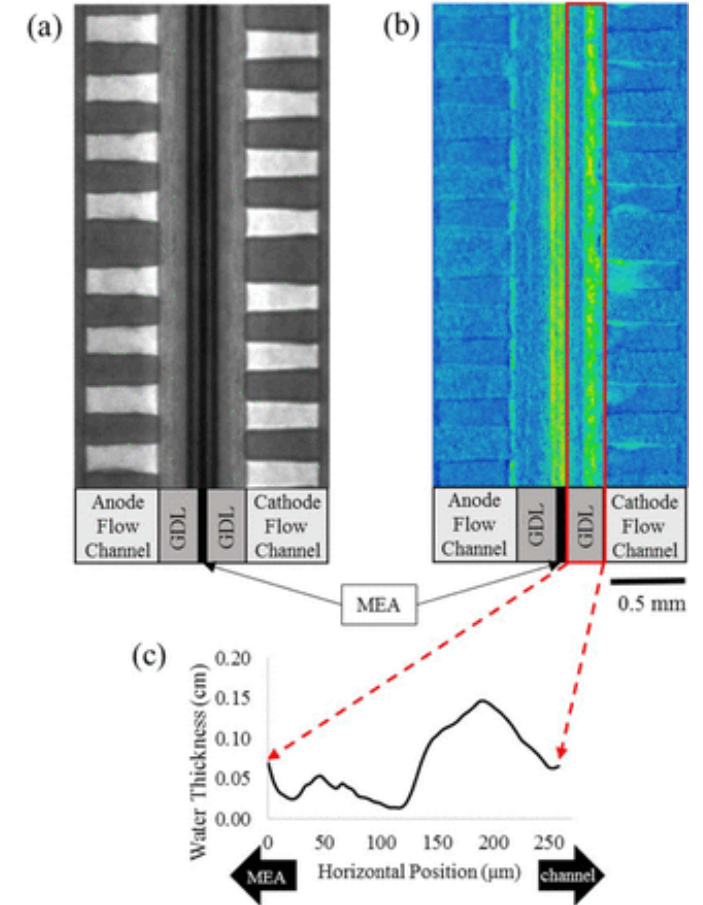 (a)
(b)
Anode
Flow
Channel
GDL
GDL
Cathode
Flow
Channel
Anode
Flow
Channel
GDL
GDL
Cathode
Flow
Channel
MEA
0.5 mm
(c)
Water Thickness (cm)
0.20
0.15
0.10
0.05
0.00
0 50 100 150 200 250
MEA
Horizontal Position (μm)
channel